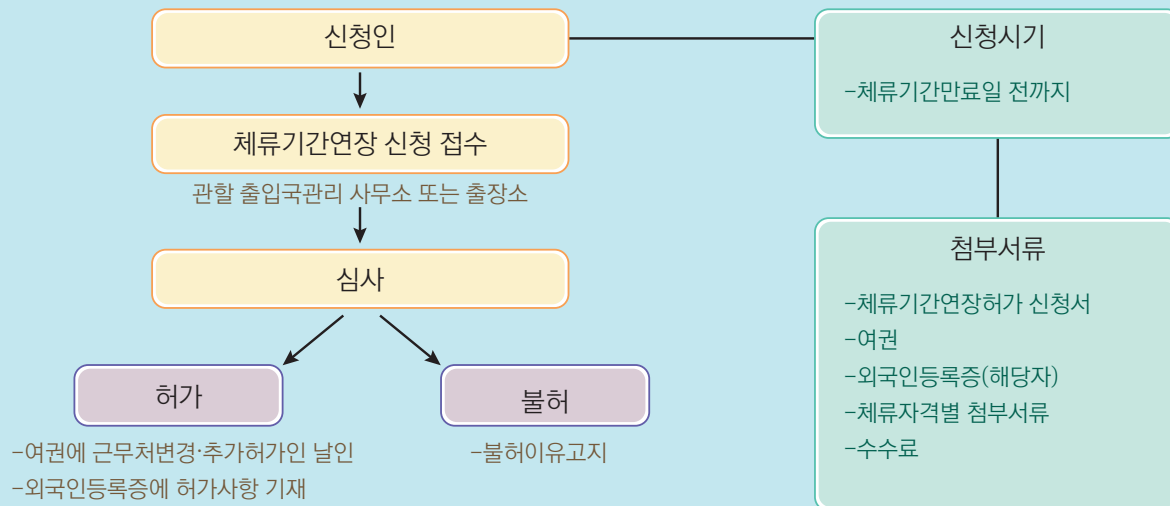 신청인
체류기간연장 신청 접수
관할 출입국관리 사무소 또는 출장소
심사
허가
-여권에 근무처변경·추가허가인 날인
-외국인등록증에 허가사항 기재
불허
-불허이유고지
신청시기
-체류기간만료일 전까지
첨부서류
-체류기간연장허가 신청서
-여권
-외국인등록증(해당자)
-체류자격별 첨부서류
-수수료